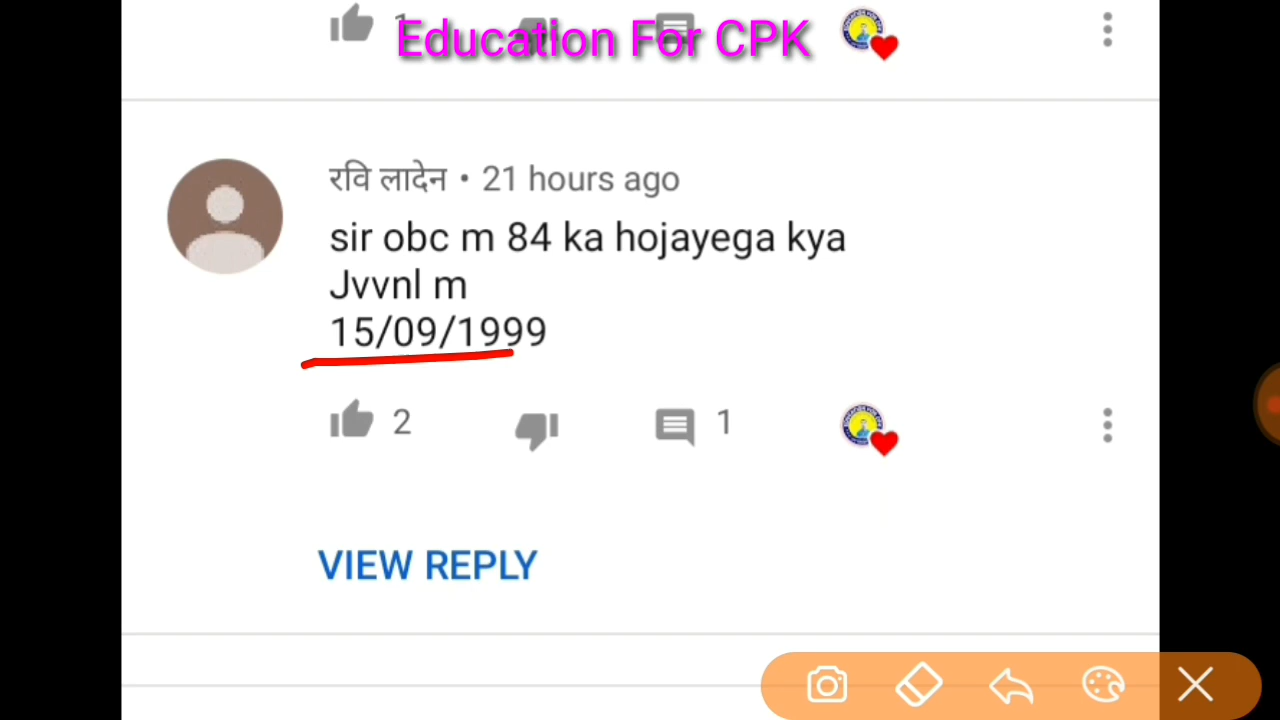 1
Education For CPK
रवि लादेन • 21 hours ago
sir obc m 84 ka hojayega kya
Jvvnl m
15/09/1999
2 1
VIEW REPLY